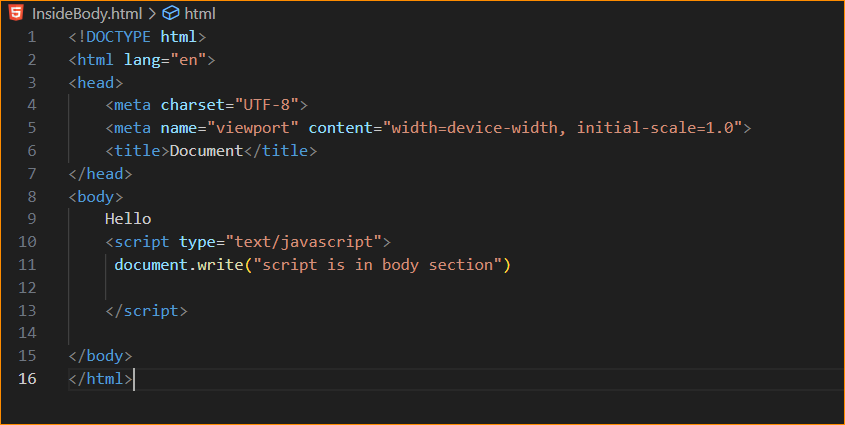 InsideBody.html > html
1 <!DOCTYPE html>
2 <html lang="en">
3 <head>
4     <meta charset="UTF-8">
5     <meta name="viewport" content="width=device-width, initial-scale=1.0">
6     <title>Document</title>
7 </head>
8 <body>
9     Hello
10     <script type="text/javascript">
11      document.write("script is in body section")
12
13     </script>
14
15 </body>
16 </html>